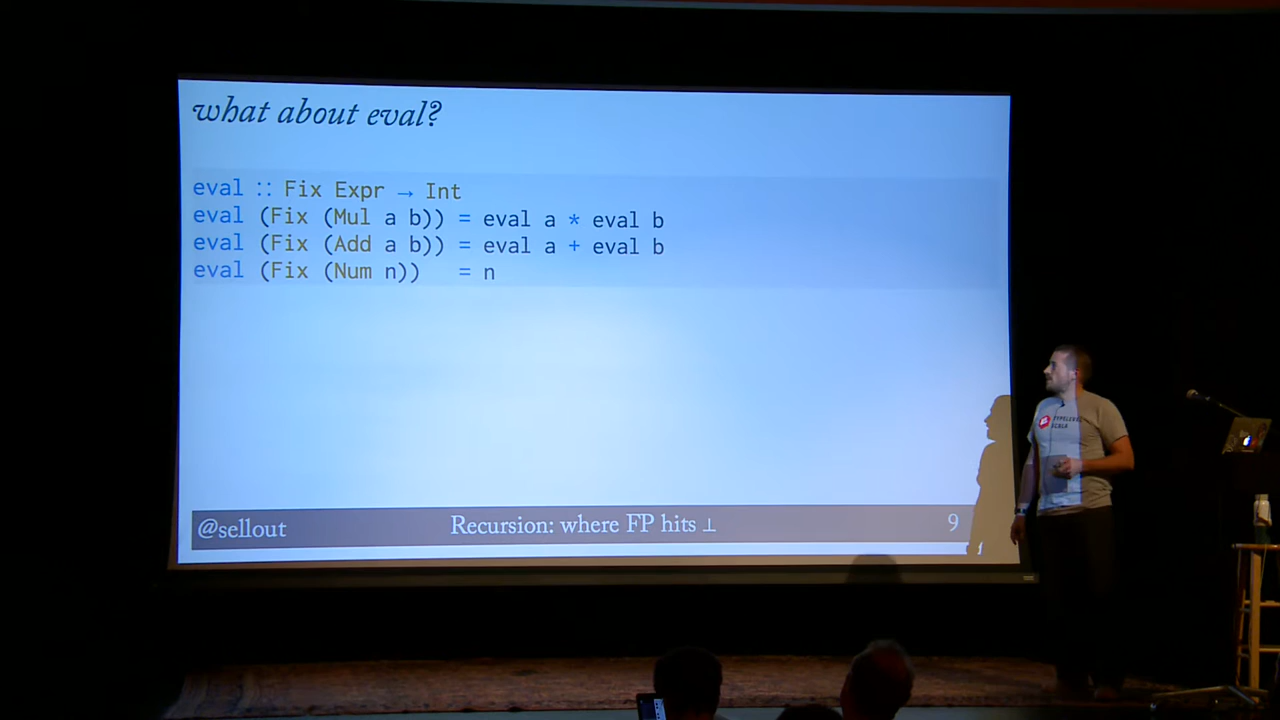 what about eval?
eval :: Fix Expr → Int
eval (Fix (Mul a b)) = eval a * eval b
eval (Fix (Add a b)) = eval a + eval b
eval (Fix (Num n))   = n
@sellout
Recursion: where FP hits ⊥
9